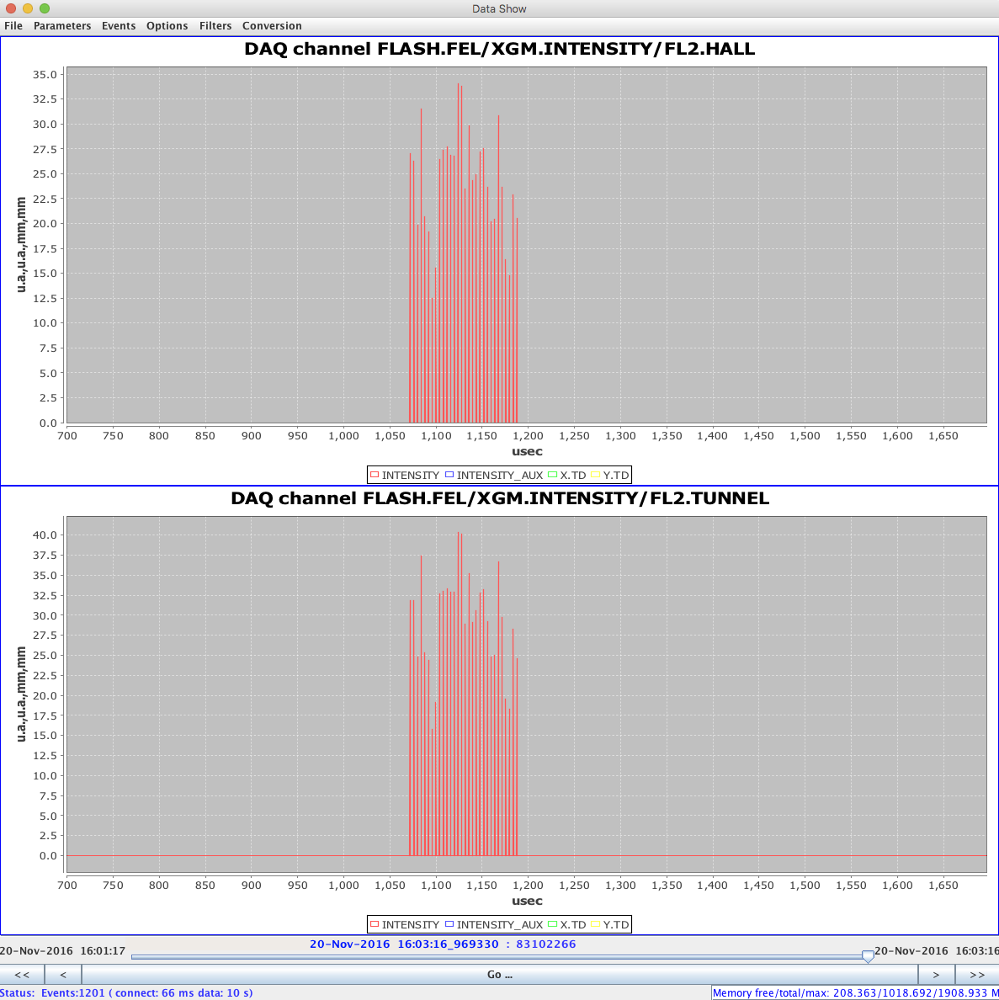 Data Show
File Parameters Events Options Filters Conversion
DAQ channel FLASH.FEL/XGM.INTENSITY/FL2.HALL
35.0
32.5
30.0
27.5
25.0
22.5
20.0
17.5
15.0
12.5
10.0
7.5
5.0
2.5
0.0
u.a.,u.a.,mm,mm
700 750 800 850 900 950 1,000 1,050 1,100 1,150 1,200 1,250 1,300 1,350 1,400 1,450 1,500 1,550 1,600 1,650
usec
INTENSITY INTENSITY_AUX X.TD Y.TD
DAQ channel FLASH.FEL/XGM.INTENSITY/FL2.TUNNEL
40.0
37.5
35.0
32.5
30.0
27.5
25.0
22.5
20.0
17.5
15.0
12.5
10.0
7.5
5.0
2.5
0.0
u.a.,u.a.,mm,mm
700 750 800 850 900 950 1,000 1,050 1,100 1,150 1,200 1,250 1,300 1,350 1,400 1,450 1,500 1,550 1,600 1,650
usec
INTENSITY INTENSITY_AUX X.TD Y.TD
20-Nov-2016 16:03:16_969330 : 83102266
20-Nov-2016 16:01:17 20-Nov-2016 16:03:16
<< < Go ... > >>
Status: Events:1201 ( connect: 66 ms data: 10 s) Memory free/total/max: 208.363/1018.692/1908.933 M